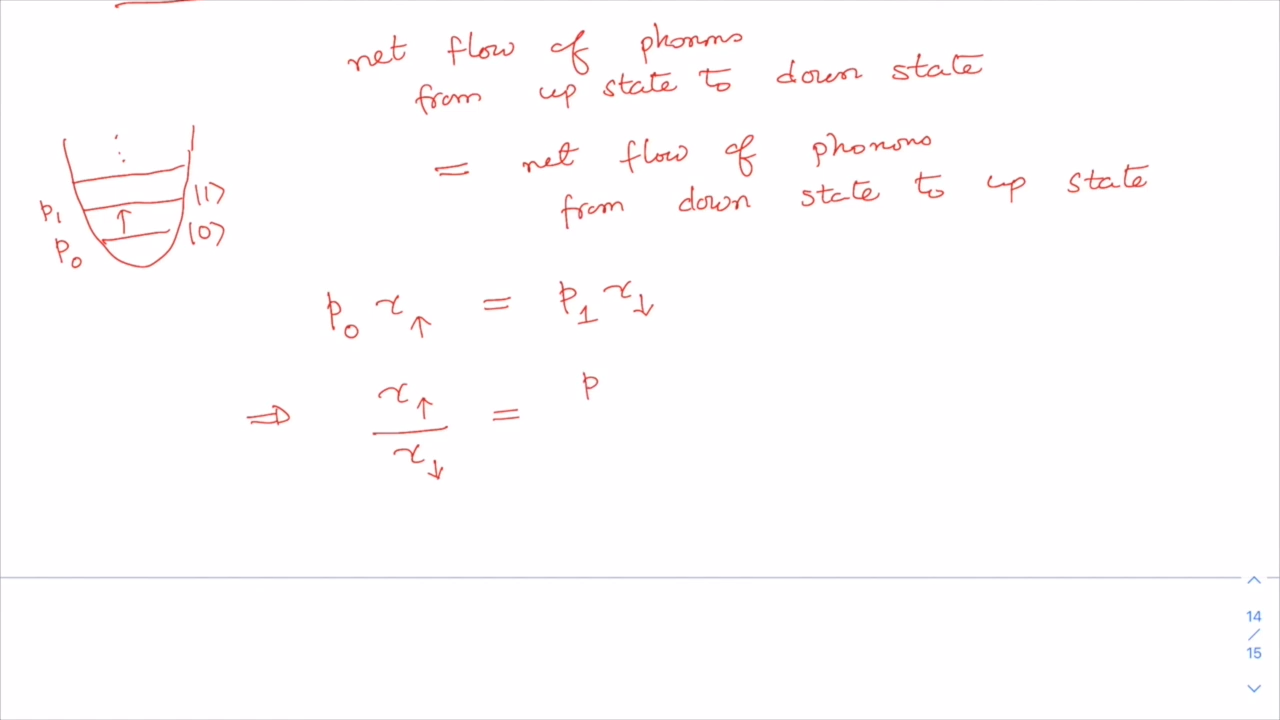 net flow of phonons
from up state to down state
= net flow of phonons
from down state to up state
⋮
p₁ ↑ |1⟩
p₀ |0⟩
p₀ r↑ = p₁ r↓
⇒ r↑ / r↓ = p
14
/
15